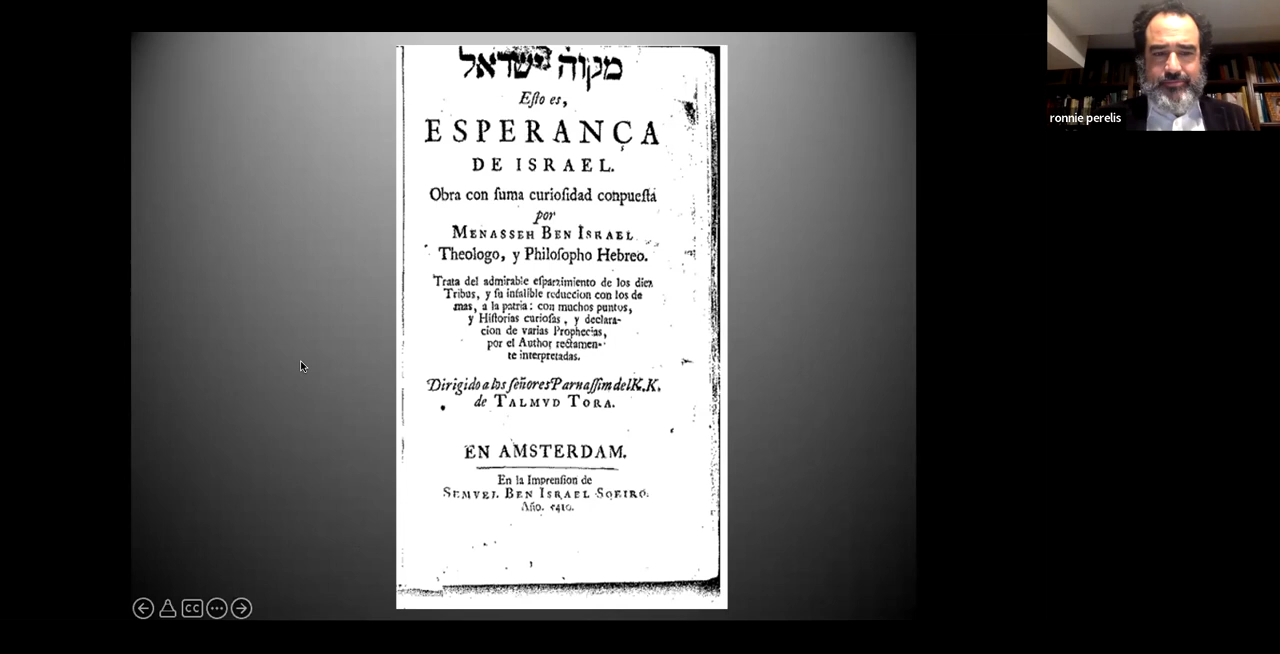 מקוה ישראל
Eſto es,
ESPERANÇA
DE ISRAEL.
Obra con ſuma curioſidad conpueſta
por
MENASSEH BEN ISRAEL
Theologo, y Philoſopho Hebreo.
Trata del admirable eſparzimiento de los diez
Tribus, y ſu infalible reduccion con los de
mas, a la patria: con muchos puntos,
y Hiſtorias curioſas, y declara-
cion de varias Prophecias,
por el Author rectamen-
te interpretadas.
Dirigido a los ſeñores Parnaſſim del K.K.
de TALMVD TORA.
EN AMSTERDAM.
En la Imprenſion de
SEMVEL BEN ISRAEL SOEIRO.
Año. 5410.
ronnie perelis
CC